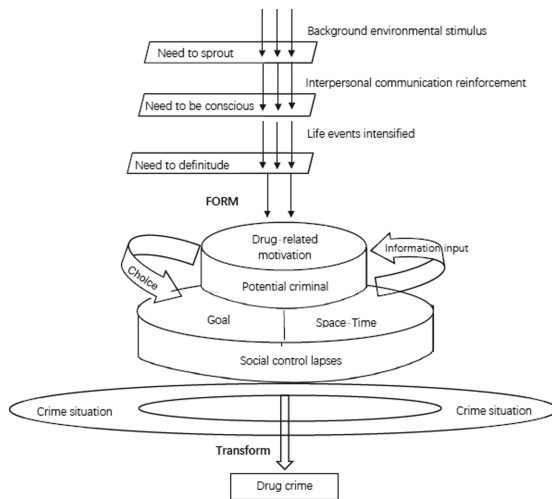 Background environmental stimulus
Need to sprout
Interpersonal communication reinforcement
Need to be conscious
Life events intensified
Need to definitude
FORM
Drug-related
motivation
Information input
Choice
Potential criminal
Goal
Space-Time
Social control lapses
Crime situation
Crime situation
Transform
Drug crime